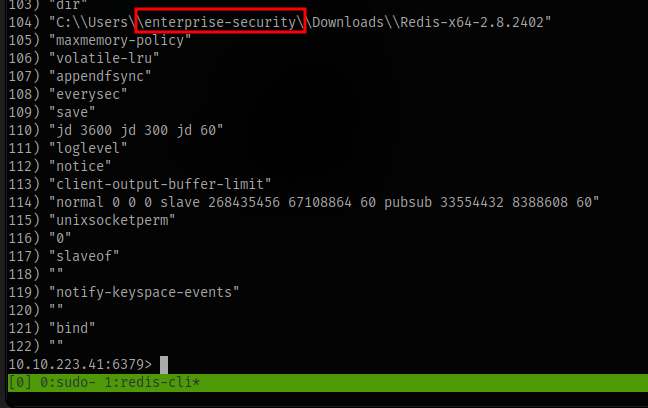 103) "dir"
104) "C:\\Users\\enterprise-security\\Downloads\\Redis-x64-2.8.2402"
105) "maxmemory-policy"
106) "volatile-lru"
107) "appendfsync"
108) "everysec"
109) "save"
110) "jd 3600 jd 300 jd 60"
111) "loglevel"
112) "notice"
113) "client-output-buffer-limit"
114) "normal 0 0 0 slave 268435456 67108864 60 pubsub 33554432 8388608 60"
115) "unixsocketperm"
116) "0"
117) "slaveof"
118) ""
119) "notify-keyspace-events"
120) ""
121) "bind"
122) ""
10.10.223.41:6379>
[0] 0:sudo- 1:redis-cli*